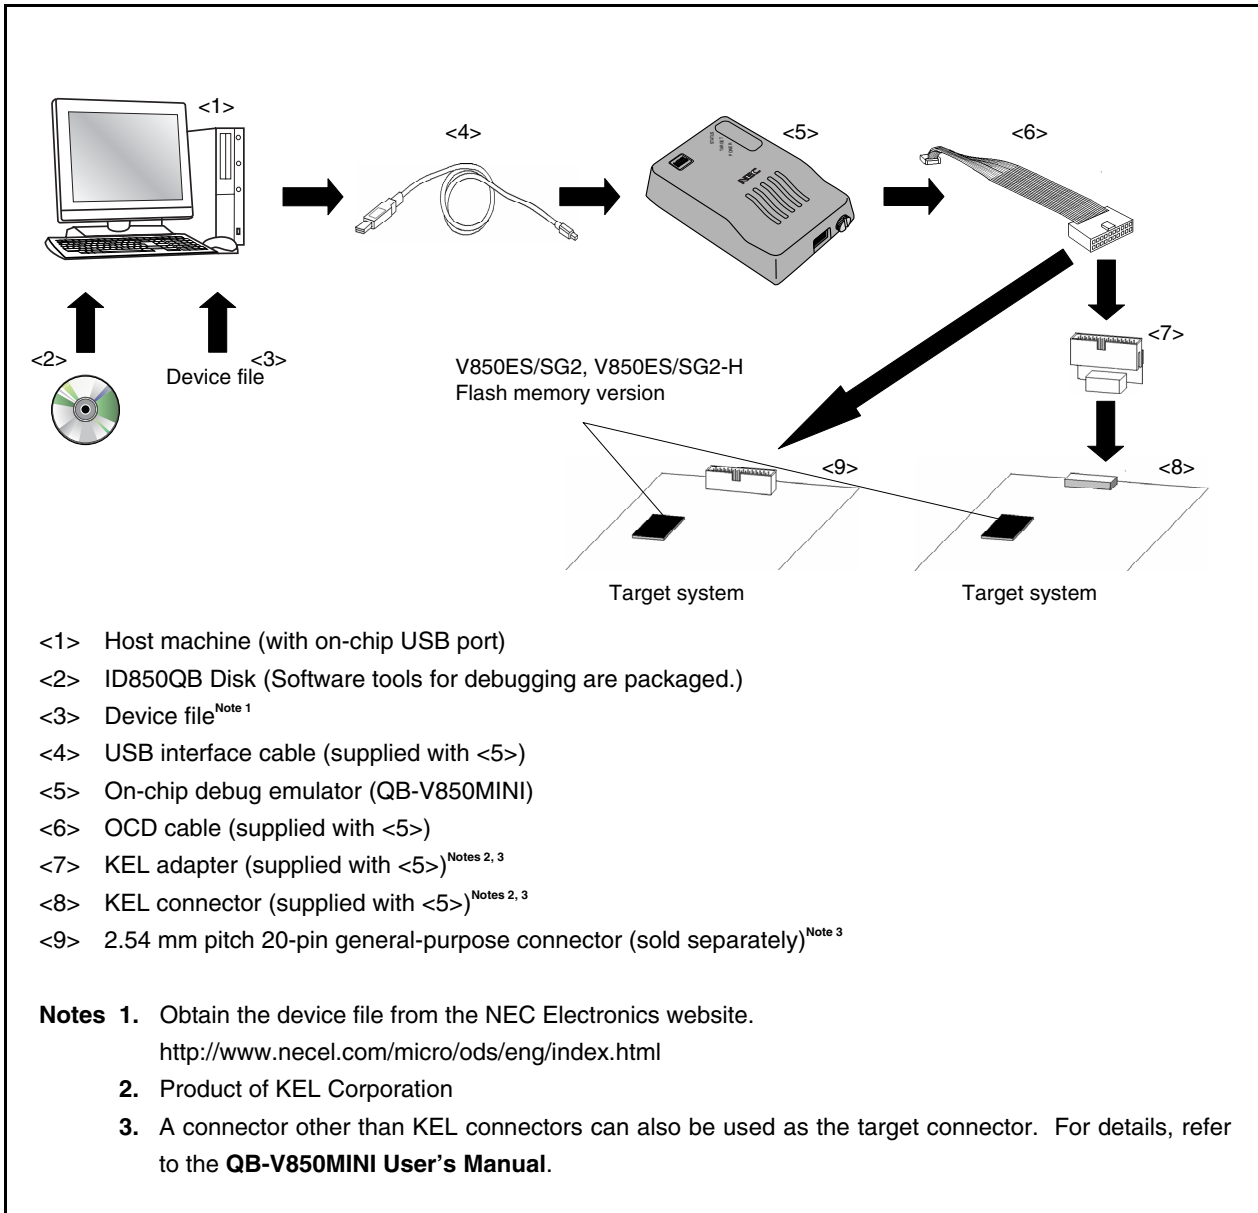 <1>
<4>
<5>
<6>
STATUS
TARGET
POWER
NEC
<7>
<2>
<3>
Device file
V850ES/SG2, V850ES/SG2-H
Flash memory version
<9>
<8>
Target system
Target system
<1> Host machine (with on-chip USB port)
<2> ID850QB Disk (Software tools for debugging are packaged.)
<3> Device file Note 1
<4> USB interface cable (supplied with <5>)
<5> On-chip debug emulator (QB-V850MINI)
<6> OCD cable (supplied with <5>)
<7> KEL adapter (supplied with <5>) Notes 2, 3
<8> KEL connector (supplied with <5>) Notes 2, 3
<9> 2.54 mm pitch 20-pin general-purpose connector (sold separately) Note 3
Notes 1. Obtain the device file from the NEC Electronics website.
http://www.necel.com/micro/ods/eng/index.html
2. Product of KEL Corporation
3. A connector other than KEL connectors can also be used as the target connector. For details, refer
to the QB-V850MINI User's Manual.